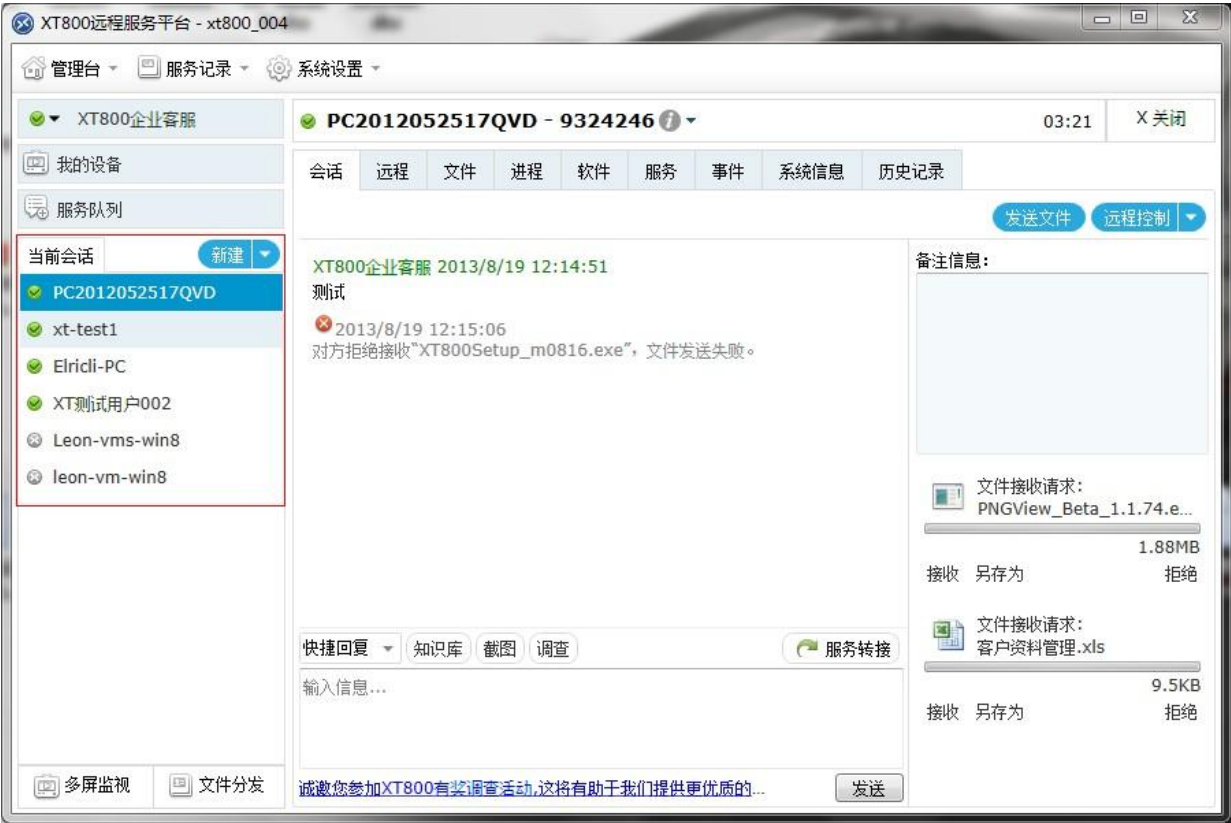 XT800远程服务平台 - xt800_004
管理台 服务记录 系统设置
XT800企业客服
PC2012052517QVD - 9324246
03:21
X 关闭
我的设备
会话 远程 文件 进程 软件 服务 事件 系统信息 历史记录
服务队列
发送文件 远程控制
当前会话 新建
PC2012052517QVD
xt-test1
Elricli-PC
XT测试用户002
Leon-vms-win8
leon-vm-win8
XT800企业客服 2013/8/19 12:14:51
测试
2013/8/19 12:15:06
对方拒绝接收"XT800Setup_m0816.exe"，文件发送失败。
备注信息：
文件接收请求：
PNGView_Beta_1.1.74.e...
1.88MB
接收 另存为 拒绝
文件接收请求：
客户资料管理.xls
9.5KB
接收 另存为 拒绝
快捷回复 知识库 截图 调查 服务转接
输入信息...
多屏监视 文件分发
诚邀您参加XT800有奖调查活动,这将有助于我们提供更优质的...
发送